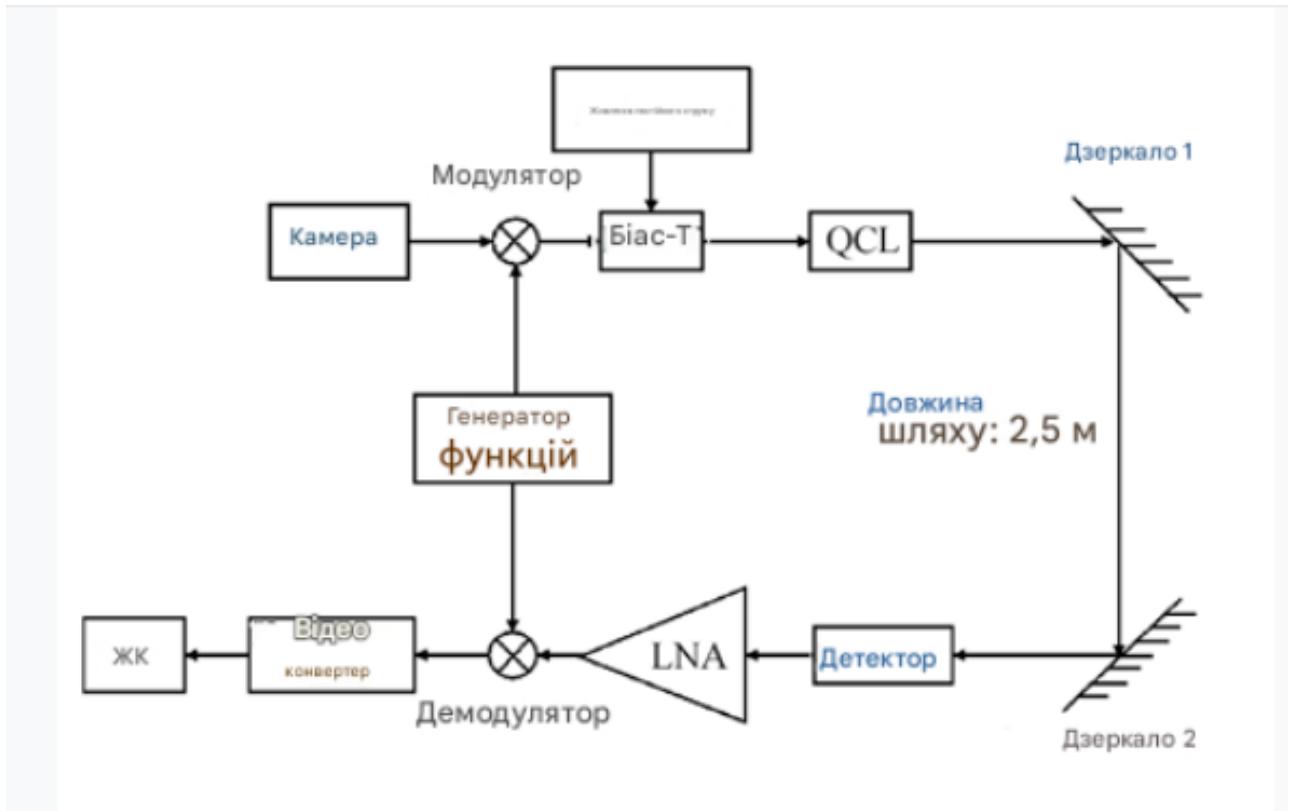 Модулятор
Дзеркало 1
Камера
Біас-Т
QCL
Генератор
функцій
Довжина
шляху: 2,5 м
ЖК
Відео
конвертер
LNA
Детектор
Демодулятор
Дзеркало 2